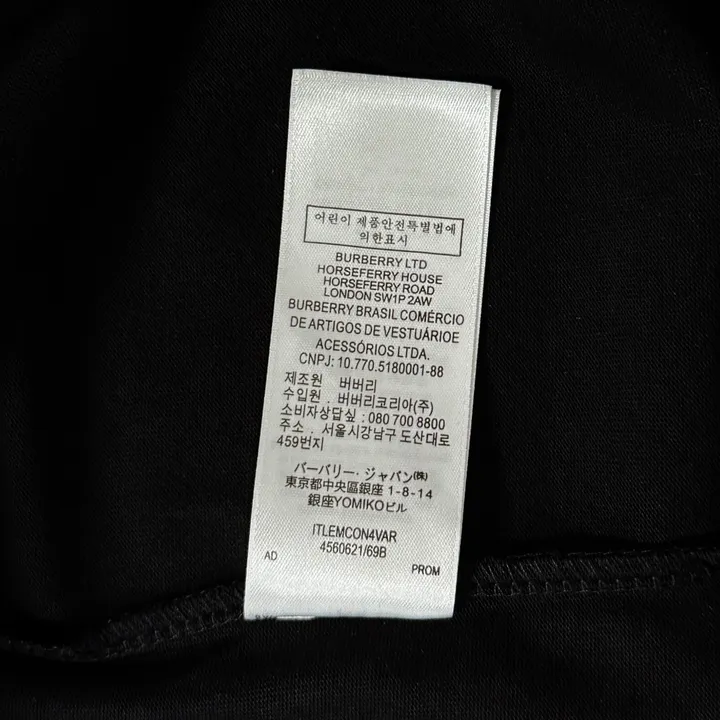 어린이 제품안전특별법에
의한표시
BURBERRY LTD
HORSEFERRY HOUSE
HORSEFERRY ROAD
LONDON SW1P 2AW
BURBERRY BRASIL COMÉRCIO
DE ARTIGOS DE VESTUÁRIOE
ACESSÓRIOS LTDA.
CNPJ: 10.770.5180001-88
제조원 버버리
수입원 . 버버리코리아(주)
소비자상답싶 : 080 700 8800
주소 . 서울시강남구 도산대로
459번지
バーバリー・ジャパン㈱
東京都中央區銀座 1-8-14
銀座YOMIKOビル
ITLEMCON4VAR
4560621/69B
AD
PROM